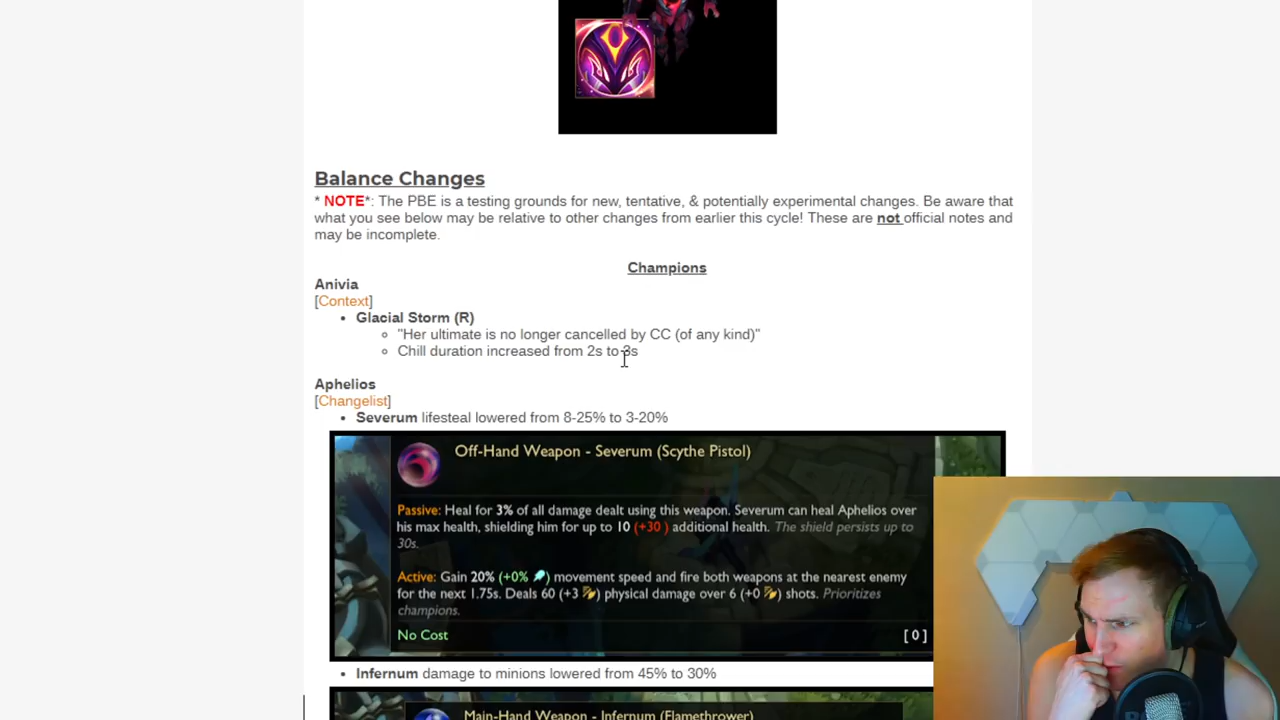 Balance Changes
* NOTE*: The PBE is a testing grounds for new, tentative, & potentially experimental changes. Be aware that
what you see below may be relative to other changes from earlier this cycle! These are not official notes and
may be incomplete.
Champions
Anivia
[Context]
• Glacial Storm (R)
○ "Her ultimate is no longer cancelled by CC (of any kind)"
○ Chill duration increased from 2s to 3s
Aphelios
[Changelist]
• Severum lifesteal lowered from 8-25% to 3-20%
Off-Hand Weapon - Severum (Scythe Pistol)
Passive: Heal for 3% of all damage dealt using this weapon. Severum can heal Aphelios over
his max health, shielding him for up to 10 (+30 ) additional health. The shield persists up to
30s.
Active: Gain 20% (+0% ) movement speed and fire both weapons at the nearest enemy
for the next 1.75s. Deals 60 (+3 ) physical damage over 6 (+0 ) shots. Prioritizes
champions.
No Cost [ 0 ]
• Infernum damage to minions lowered from 45% to 30%
Main-Hand Weapon - Infernum (Flamethrower)